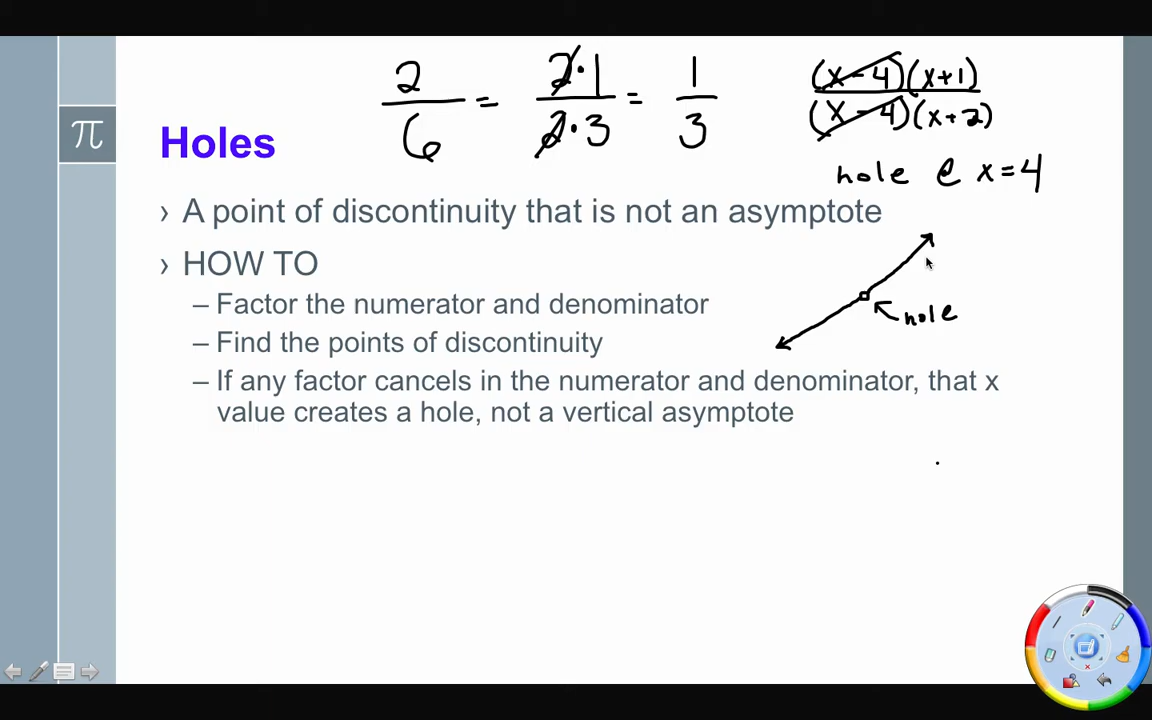 2/6 = 2·1/2·3 = 1/3
(x-4)(x+1)/(x-4)(x+2)
hole @ x=4
π
Holes
› A point of discontinuity that is not an asymptote
› HOW TO
– Factor the numerator and denominator
hole
– Find the points of discontinuity
– If any factor cancels in the numerator and denominator, that x
value creates a hole, not a vertical asymptote